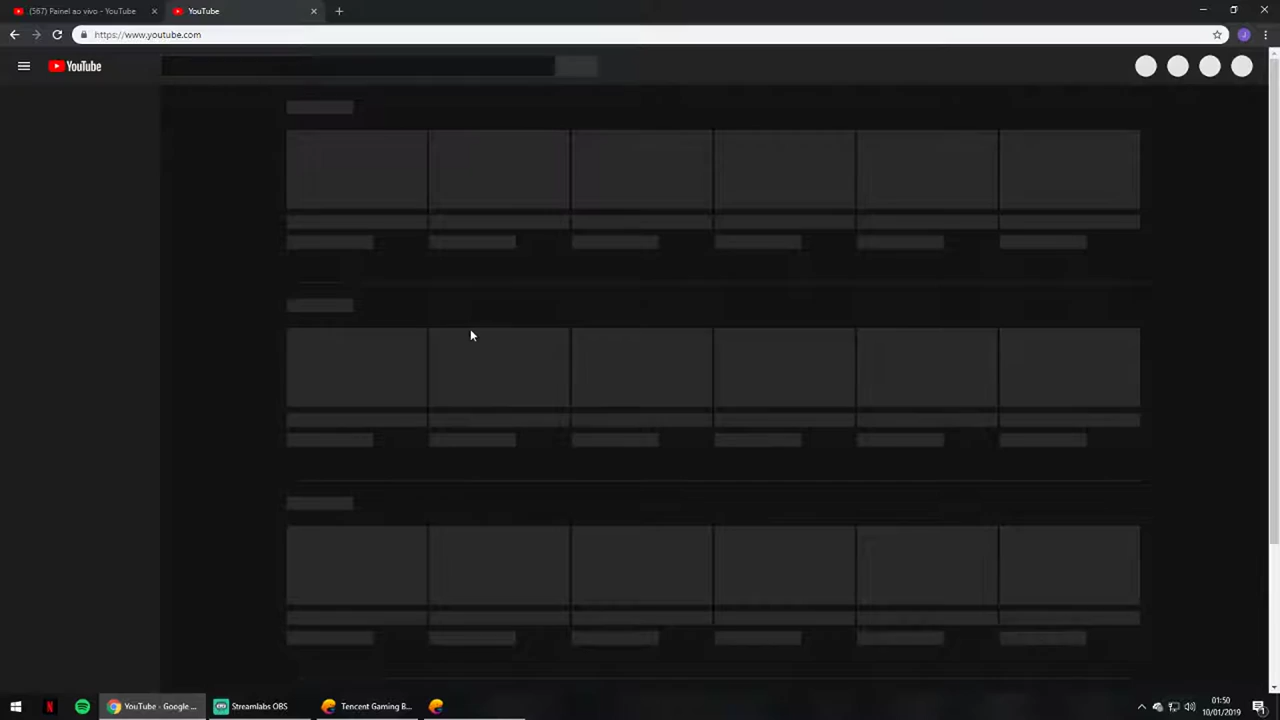 (567) Painel ao vivo - YouTube
YouTube
https://www.youtube.com
J
YouTube
YouTube - Google ...
Streamlabs OBS
Tencent Gaming B...
01:50
10/01/2019
1